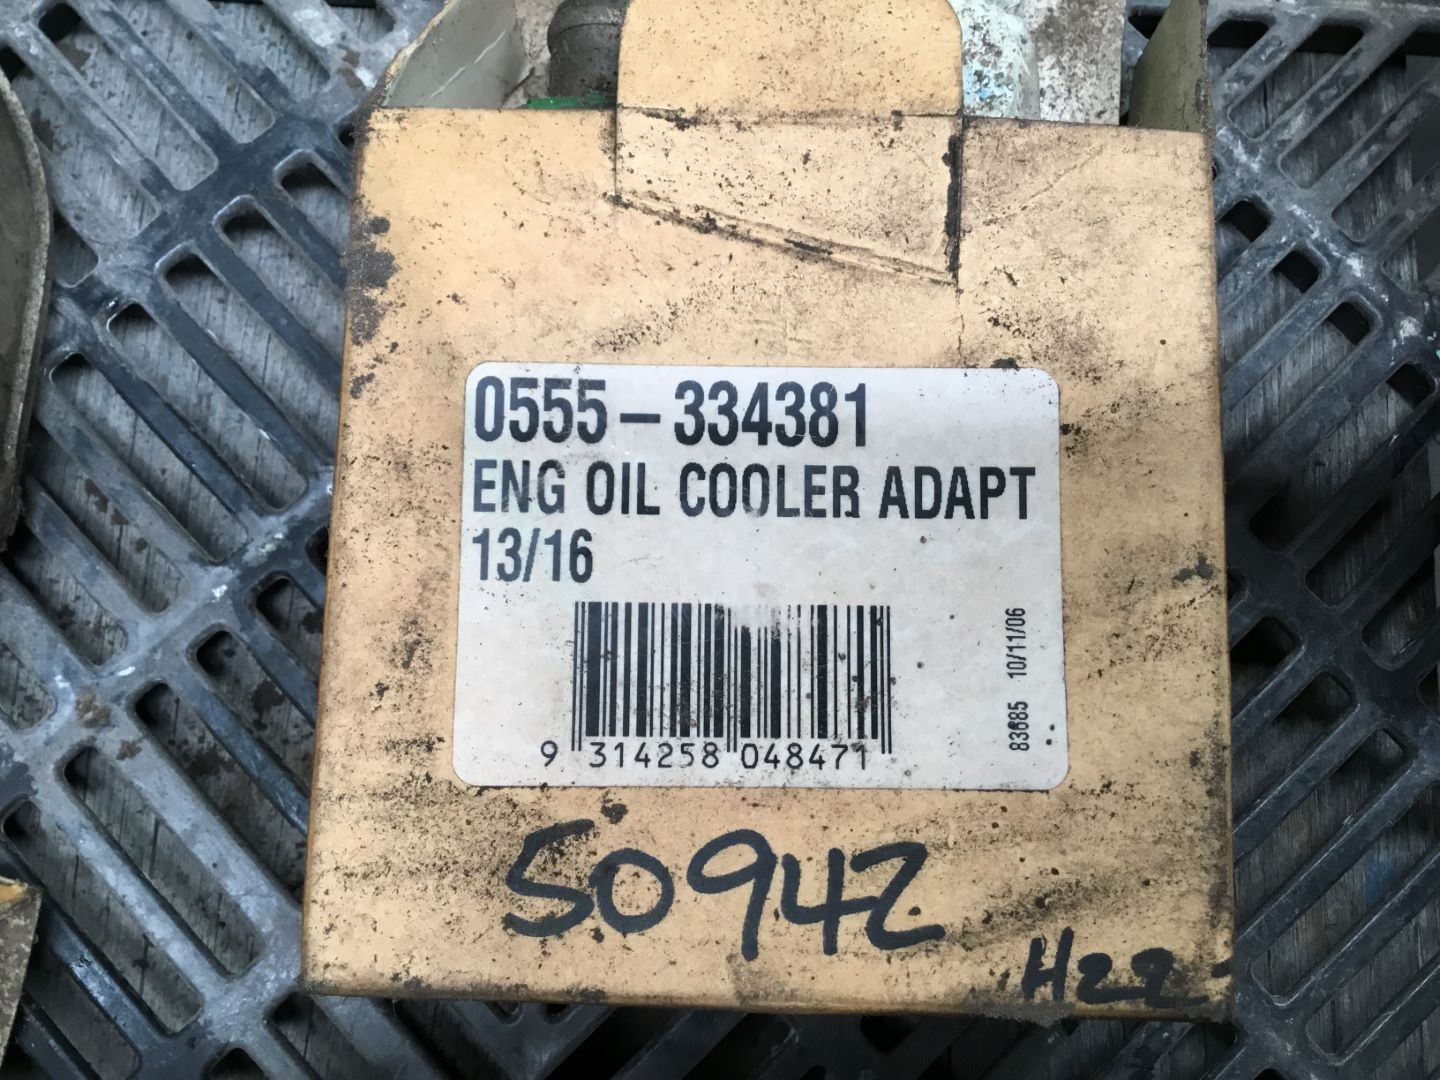 0555-334381
ENG OIL COOLER ADAPT
13/16
83685 10/11/06
9 314258 048471
50942
H22